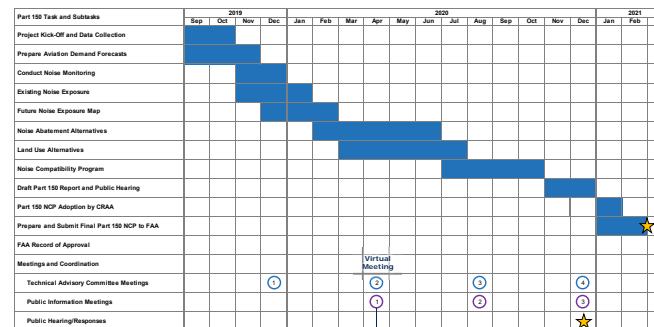 Part 150 Task and Subtasks 2019 2020 2021
Sep Oct Nov Dec Jan Feb Mar Apr May Jun Jul Aug Sep Oct Nov Dec Jan Feb
Project Kick-Off and Data Collection
Prepare Aviation Demand Forecasts
Conduct Noise Monitoring
Existing Noise Exposure
Future Noise Exposure Map
Noise Abatement Alternatives
Land Use Alternatives
Noise Compatibility Program
Draft Part 150 Report and Public Hearing
Part 150 NCP Adoption by CRAA
Prepare and Submit Final Part 150 NCP to FAA
FAA Record of Approval
Meetings and Coordination Virtual
Meeting
Technical Advisory Committee Meetings 1 2 3 4
Public Information Meetings 1 2 3
Public Hearing/Responses